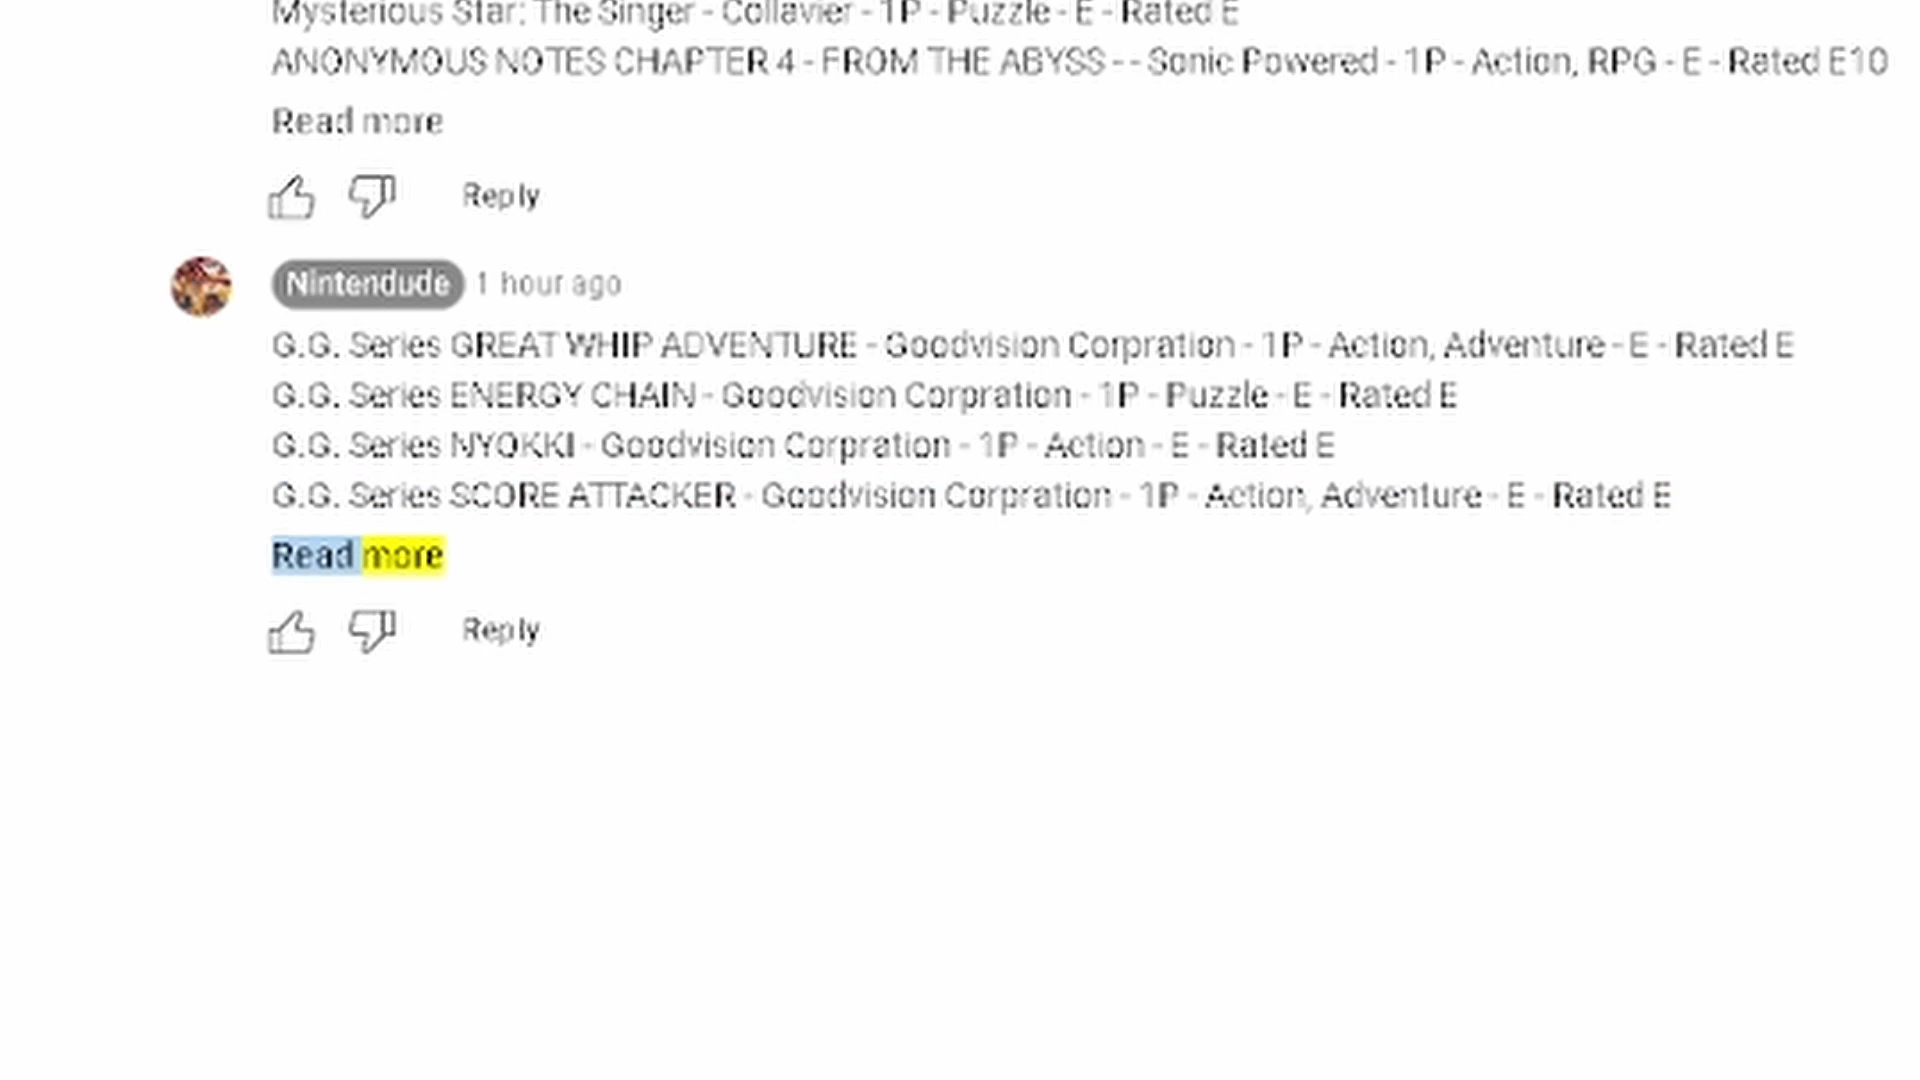 Mysterious Star: The Singer - Collavier - 1P - Puzzle - E - Rated E
ANONYMOUS NOTES CHAPTER 4 - FROM THE ABYSS - - Sonic Powered - 1P - Action, RPG - E - Rated E10
Read more
Reply
Nintendude 1 hour ago
G.G. Series GREAT WHIP ADVENTURE - Goodvision Corpration - 1P - Action, Adventure - E - Rated E
G.G. Series ENERGY CHAIN - Goodvision Corpration - 1P - Puzzle - E - Rated E
G.G. Series NYOKKI - Goodvision Corpration - 1P - Action - E - Rated E
G.G. Series SCORE ATTACKER - Goodvision Corpration - 1P - Action, Adventure - E - Rated E
Read more
Reply